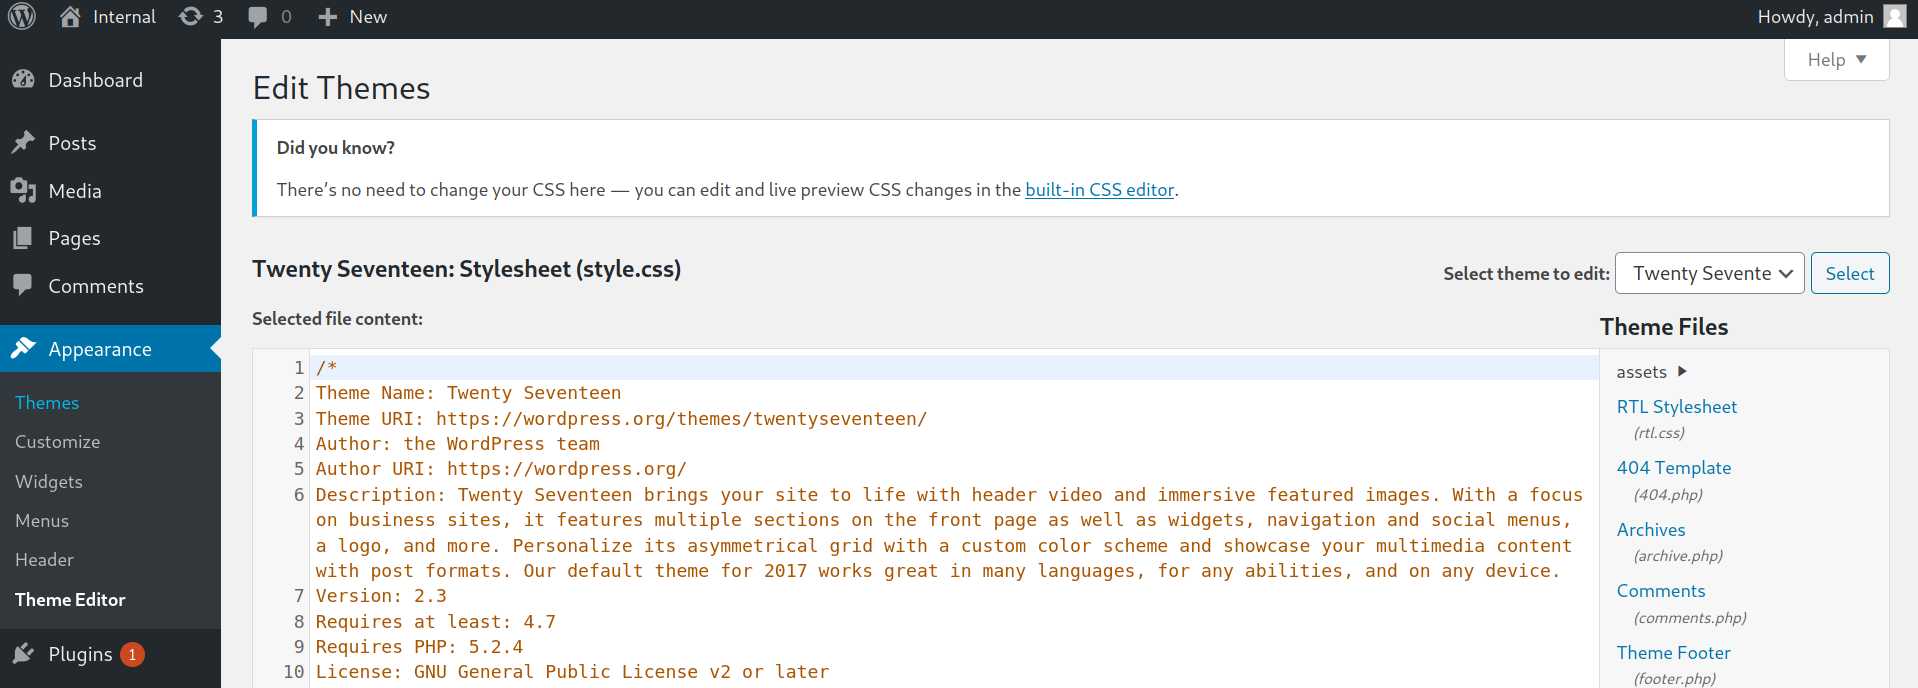 Internal 3 0 New Howdy, admin
Help
Dashboard
Posts
Media
Pages
Comments
Appearance
Themes
Customize
Widgets
Menus
Header
Theme Editor
Plugins 1
Edit Themes
Did you know?
There’s no need to change your CSS here — you can edit and live preview CSS changes in the built-in CSS editor.
Twenty Seventeen: Stylesheet (style.css)
Select theme to edit: Twenty Sevente Select
Selected file content:
1 /*
2 Theme Name: Twenty Seventeen
3 Theme URI: https://wordpress.org/themes/twentyseventeen/
4 Author: the WordPress team
5 Author URI: https://wordpress.org/
6 Description: Twenty Seventeen brings your site to life with header video and immersive featured images. With a focus
on business sites, it features multiple sections on the front page as well as widgets, navigation and social menus,
a logo, and more. Personalize its asymmetrical grid with a custom color scheme and showcase your multimedia content
with post formats. Our default theme for 2017 works great in many languages, for any abilities, and on any device.
7 Version: 2.3
8 Requires at least: 4.7
9 Requires PHP: 5.2.4
10 License: GNU General Public License v2 or later
Theme Files
assets
RTL Stylesheet
(rtl.css)
404 Template
(404.php)
Archives
(archive.php)
Comments
(comments.php)
Theme Footer
(footer.php)